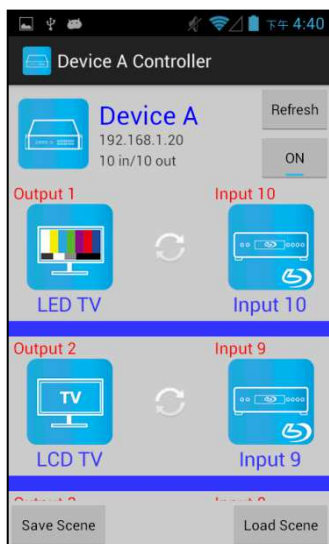 下午 4:40
Device A Controller
Device A
192.168.1.20
10 in/10 out
Refresh
ON
Output 1
Input 10
LED TV
Input 10
Output 2
Input 9
TV
LCD TV
Input 9
Save Scene
Load Scene